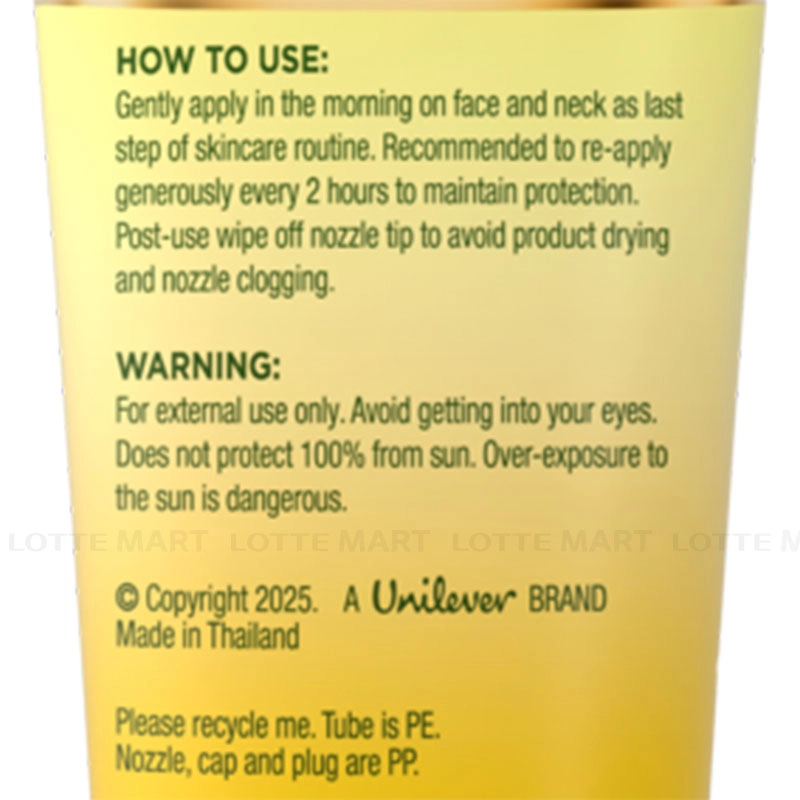 HOW TO USE:
Gently apply in the morning on face and neck as last
step of skincare routine. Recommended to re-apply
generously every 2 hours to maintain protection.
Post-use wipe off nozzle tip to avoid product drying
and nozzle clogging.
WARNING:
For external use only. Avoid getting into your eyes.
Does not protect 100% from sun. Over-exposure to
the sun is dangerous.
LOTTE MART LOTTE MART LOTTE MART LOTTE M
© Copyright 2025. A Unilever BRAND
Made in Thailand
Please recycle me. Tube is PE.
Nozzle, cap and plug are PP.